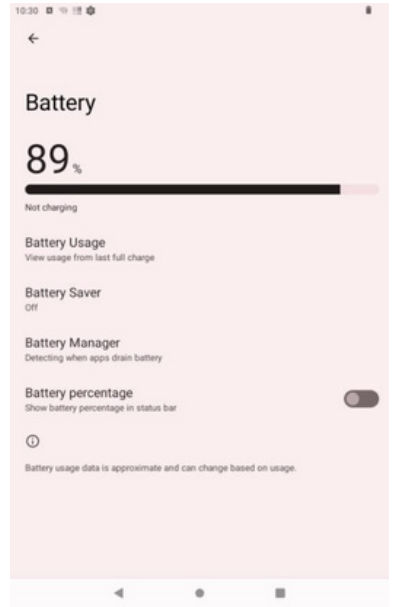 10:30
Battery
89%
Not charging
Battery Usage
View usage from last full charge
Battery Saver
Off
Battery Manager
Detecting when apps drain battery
Battery percentage
Show battery percentage in status bar
Battery usage data is approximate and can change based on usage.